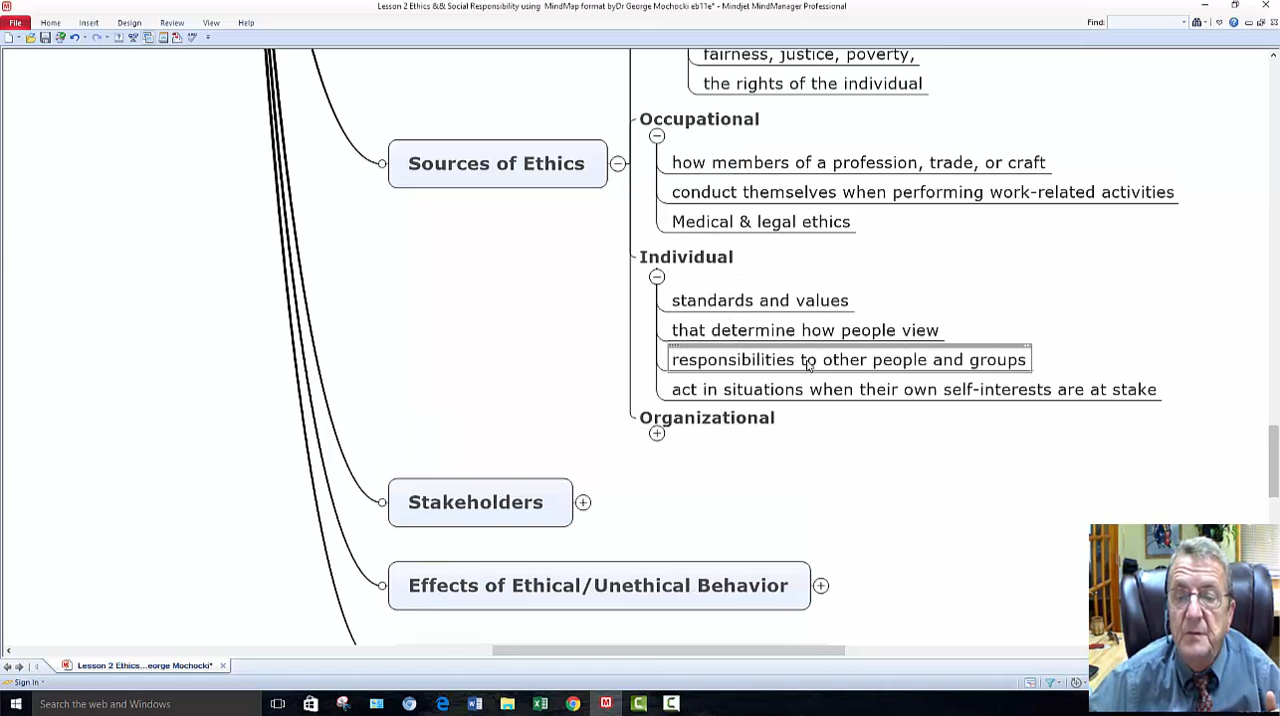 Lesson 2 Ethics && Social Responsibility using MindMap format byDr George Mochocki eb11e* - Mindjet MindManager Professional
File Home Insert Design Review View Help
Find:
fairness, justice, poverty,
the rights of the individual
Occupational
how members of a profession, trade, or craft
conduct themselves when performing work-related activities
Medical & legal ethics
Sources of Ethics
Individual
standards and values
that determine how people view
responsibilities to other people and groups
act in situations when their own self-interests are at stake
Organizational
Stakeholders
Effects of Ethical/Unethical Behavior
Lesson 2 Ethics...eorge Mochocki*
Sign In
Search the web and Windows